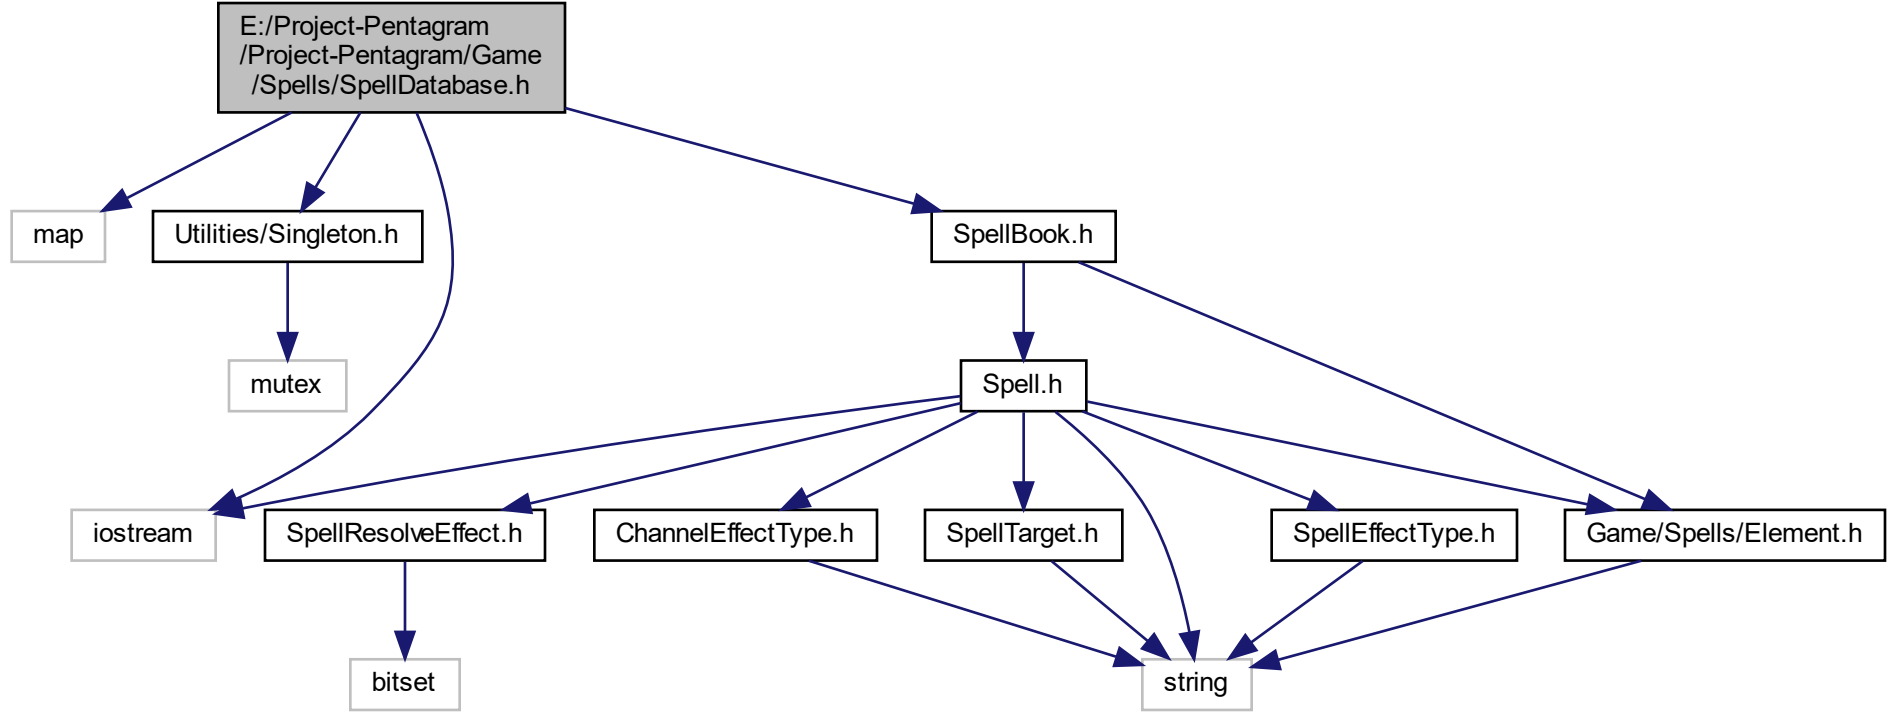 E:/Project-Pentagram
/Project-Pentagram/Game
/Spells/SpellDatabase.h
map
Utilities/Singleton.h
SpellBook.h
mutex
Spell.h
iostream
SpellResolveEffect.h
ChannelEffectType.h
SpellTarget.h
SpellEffectType.h
Game/Spells/Element.h
bitset
string